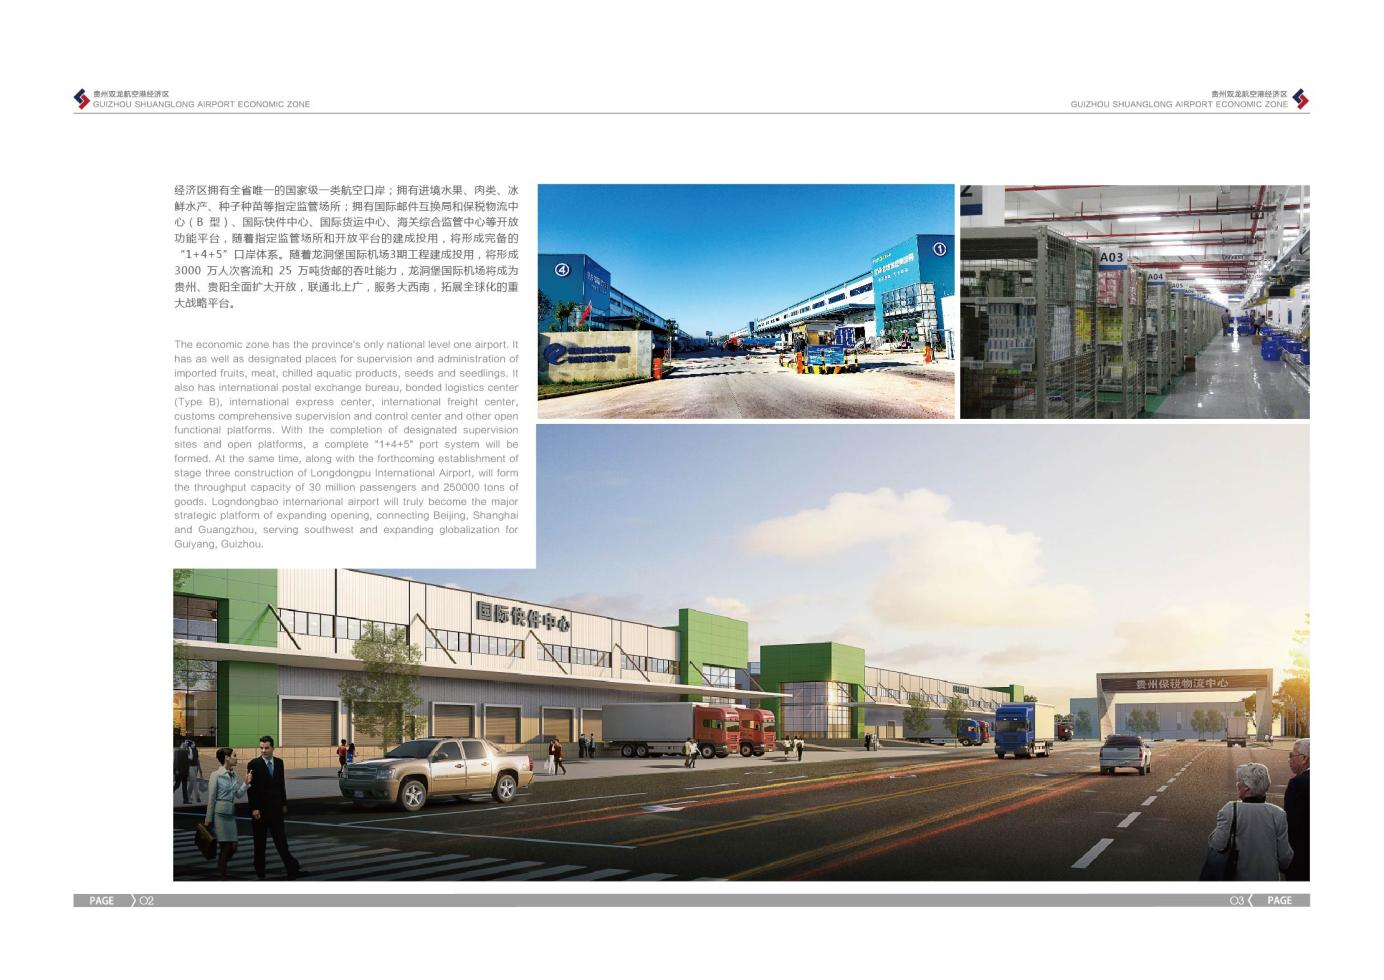 贵州双龙航空港经济区
GUIZHOU SHUANGLONG AIRPORT ECONOMIC ZONE
贵州双龙航空港经济区
GUIZHOU SHUANGLONG AIRPORT ECONOMIC ZONE
经济区拥有全省唯一的国家级一类航空口岸；拥有进境水果、肉类、冰
鲜水产、种子种苗等指定监管场所；拥有国际邮件互换局和保税物流中
心（B 型）、国际快件中心、国际货运中心、海关综合监管中心等开放
功能平台，随着指定监管场所和开放平台的建成投用，将形成完备的
“1+4+5”口岸体系。随着龙洞堡国际机场3期工程建成投用，将形成
3000 万人次客流和 25 万吨货邮的吞吐能力，龙洞堡国际机场将成为
贵州、贵阳全面扩大开放，联通北上广，服务大西南，拓展全球化的重
大战略平台。
The economic zone has the province's only national level one airport. It
has as well as designated places for supervision and administration of
imported fruits, meat, chilled aquatic products, seeds and seedlings. It
also has international postal exchange bureau, bonded logistics center
(Type B), international express center, international freight center,
customs comprehensive supervision and control center and other open
functional platforms. With the completion of designated supervision
sites and open platforms, a complete "1+4+5" port system will be
formed. At the same time, along with the forthcoming establishment of
stage three construction of Longdongpu International Airport, will form
the throughput capacity of 30 million passengers and 250000 tons of
goods. Logndongbao internarional airport will truly become the major
strategic platform of expanding opening, connecting Beijing, Shanghai
and Guangzhou, serving southwest and expanding globalization for
Guiyang, Guizhou.
④
①
2
A03
A04
A05
国际快件中心
贵州保税物流中心
PAGE 02
03 PAGE